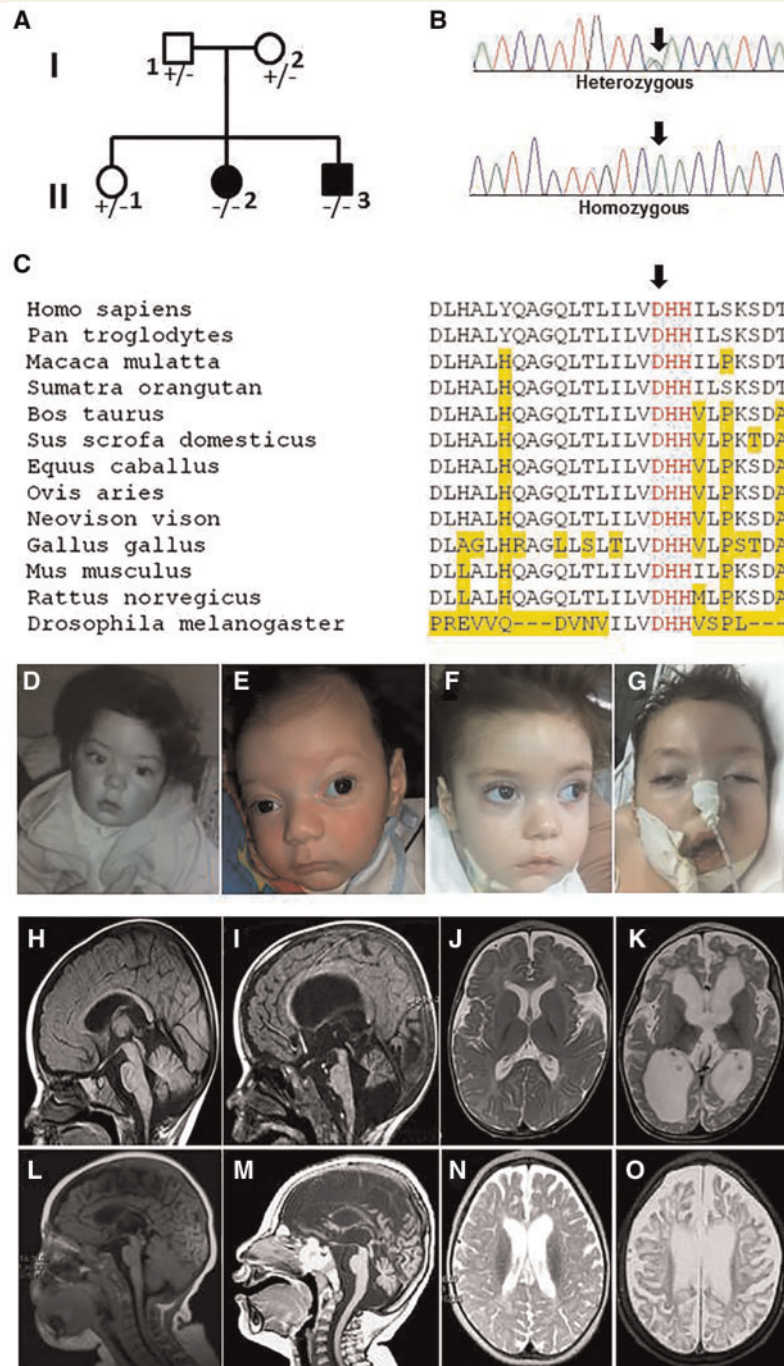 A
B
I
1 +/-
2 +/-
Heterozygous
II
+/- 1
-/- 2
-/- 3
Homozygous
C
Homo sapiens DLHALYQAGQLTLILVDHHILSKSDT
Pan troglodytes DLHALYQAGQLTLILVDHHILSKSDT
Macaca mulatta DLHALHQAGQLTLILVDHHILPKSDT
Sumatra orangutan DLHALHQAGQLTLILVDHHILSKSDT
Bos taurus DLHALHQAGQLTLILVDHHVLPKSDA
Sus scrofa domesticus DLHALHQAGQLTLILVDHHVLPKTDA
Equus caballus DLHALHQAGQLTLILVDHHVLPKSDA
Ovis aries DLHALHQAGQLTLILVDHHVLPKSDA
Neovison vison DLHALHQAGQLTLILVDHHVLPKSDA
Gallus gallus DLAGLHRAGLLSLTLVDHHVLPSTDA
Mus musculus DLLALHQAGQLTLILVDHHILPKSDA
Rattus norvegicus DLLALHQAGQLTLILVDHHMLPKSDA
Drosophila melanogaster PREVVQ---DVNVILVDHHVSPL---
D E F G
H I J K
L M N O